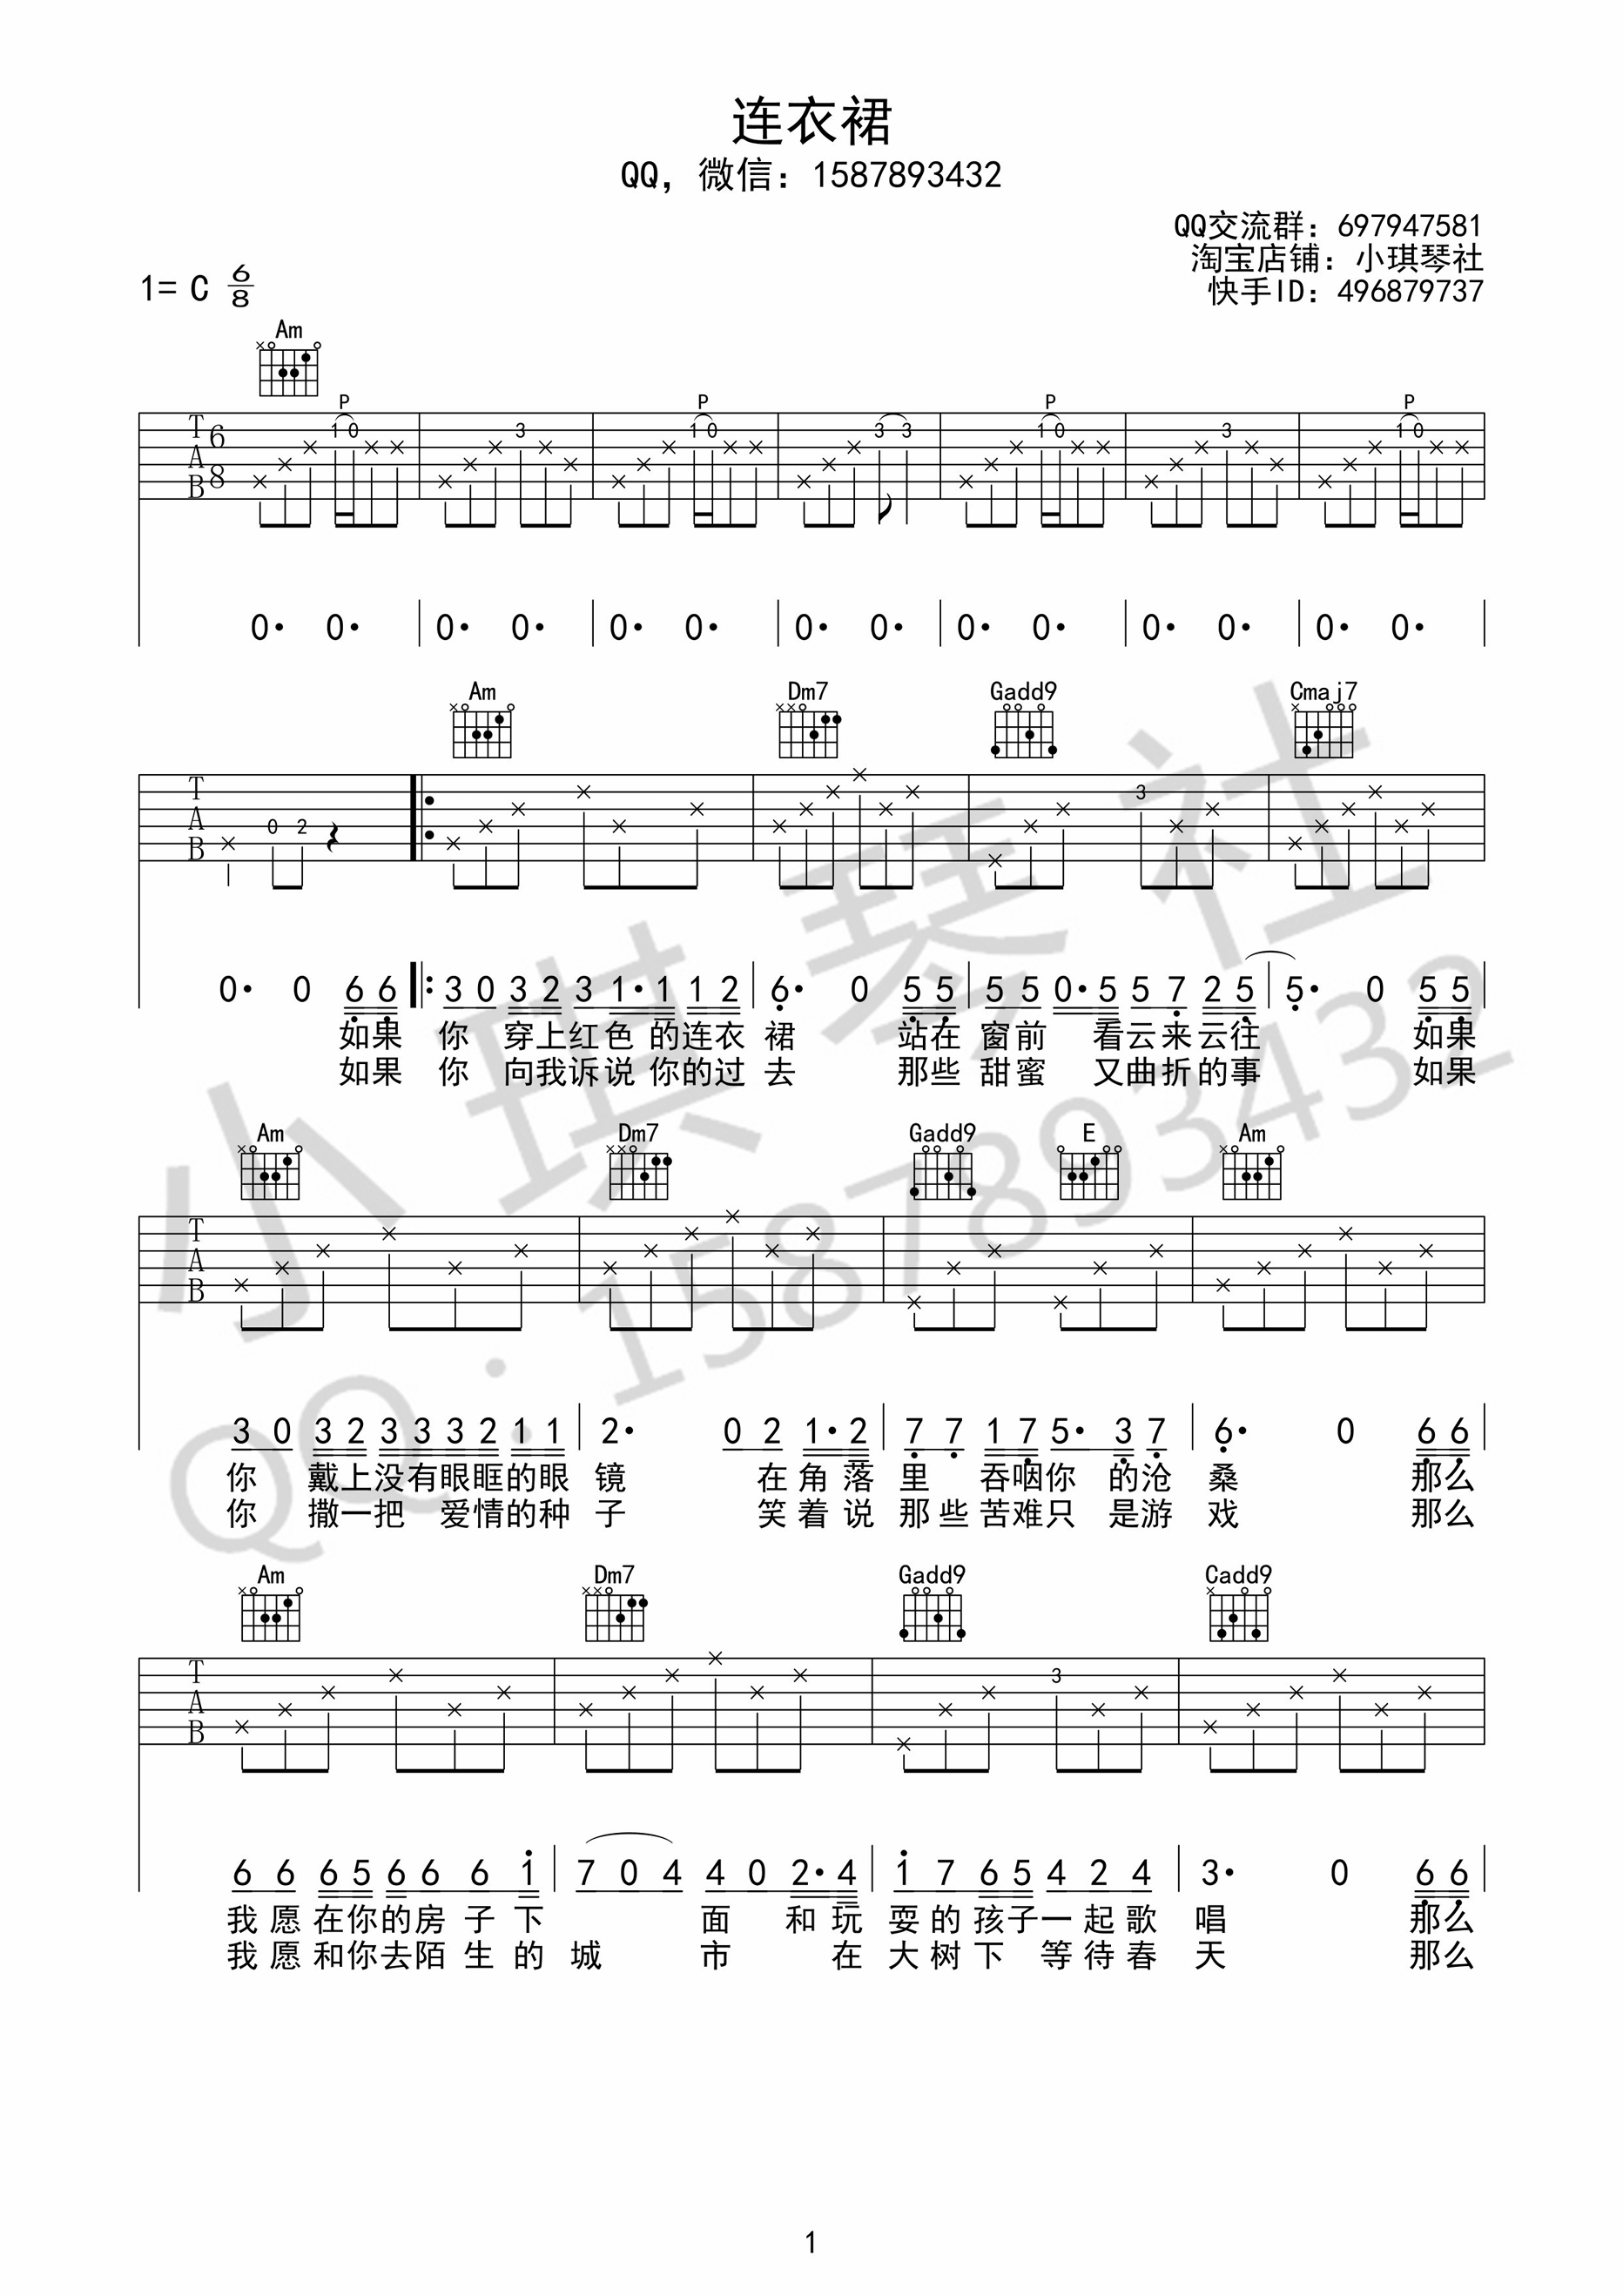 连衣裙
QQ，微信：1587893432
QQ交流群：697947581
淘宝店铺：小琪琴社
快手ID：496879737
1= C 6/8
Am
P P P P
T A B 6 8 1 0 3 1 0 3 3 1 0 3 1 0
0· 0· 0· 0· 0· 0· 0· 0· 0· 0· 0· 0· 0· 0·
Am Dm7 Gadd9 Cmaj7
T A B 0 2 3
0· 0 6 6 3 0 3 2 3 1· 1 1 2 6· 0 5 5 5 5 0· 5 5 7 2 5 5· 0 5 5
如果 你 穿上红色 的连衣 裙 站在 窗前 看云来云往 如果
如果 你 向我诉说 你的过 去 那些 甜蜜 又曲折的事 如果
Am Dm7 Gadd9 E Am
T A B
3 0 3 2 3 3 3 2 1 1 2· 0 2 1· 2 7 7 1 7 5· 3 7 6· 0 6 6
你 戴上没有眼眶的眼 镜 在角落 里 吞咽你 的沧 桑 那么
你 撒一把 爱情的种 子 笑着说 那些苦难只 是游 戏 那么
Am Dm7 Gadd9 Cadd9
T A B 3
6 6 6 5 6 6 6 1 7 0 4 4 0 2· 4 1 7 6 5 4 2 4 3· 0 6 6
我愿在你的房子下 面 和玩 耍的孩子一起歌 唱 那么
我愿和你去陌生的 城 市 在 大树下 等待春 天 那么
小琪琴社
QQ：1587893432
1